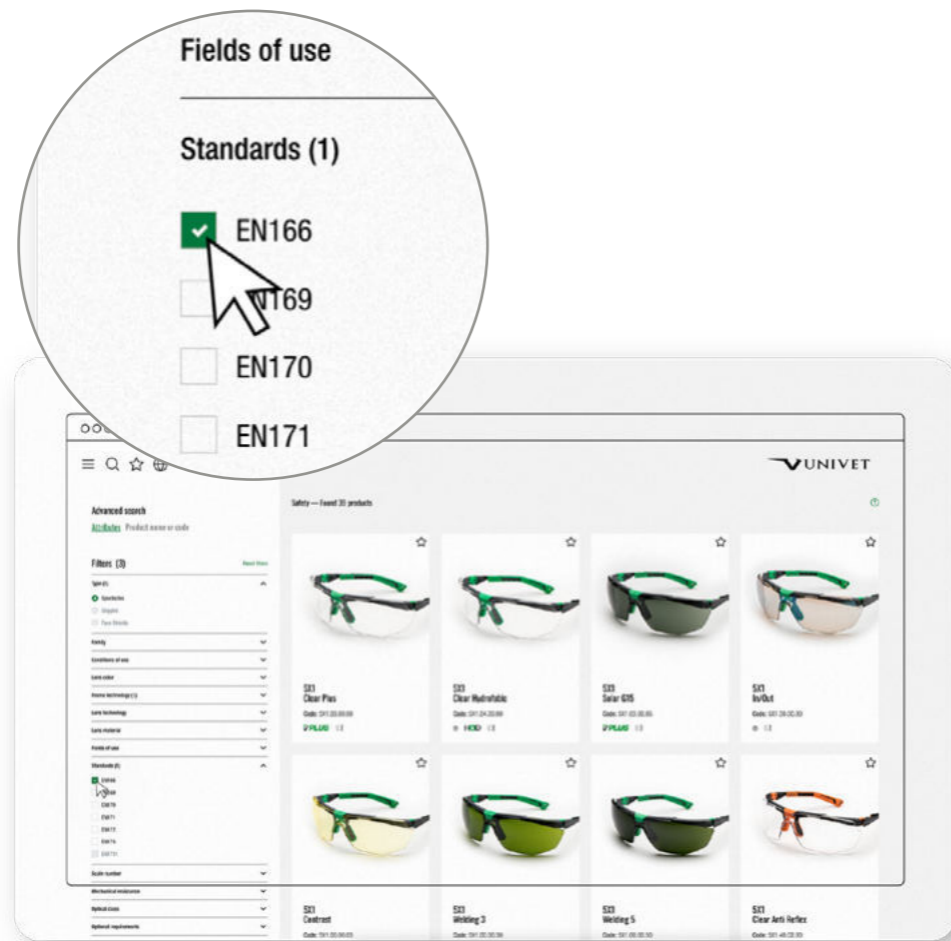 Fields of use
Standards (1)
EN166
EN169
EN170
EN171
UNIVET
Advanced search
Attributes Product name or code
Safety — Found 35 products
Filters (3)
Type (1)
Spectacles
Goggles
Face Shields
Family
Conditions of use
Lens color
Frame technology (1)
Lens technology
Lens material
Fields of use
Standards (1)
EN166
EN170
EN171
EN172
Scale number
Mechanical resistance
Optical class
Optional requirements
5X1
Clear Plus
PLUS
5X1
Clear Hydrofobic
5X1
Solar G15
PLUS
5X1
In/Out
5X1
Contrast
5X1
Welding 3
5X1
Welding 5
5X1
Clear Anti Reflex